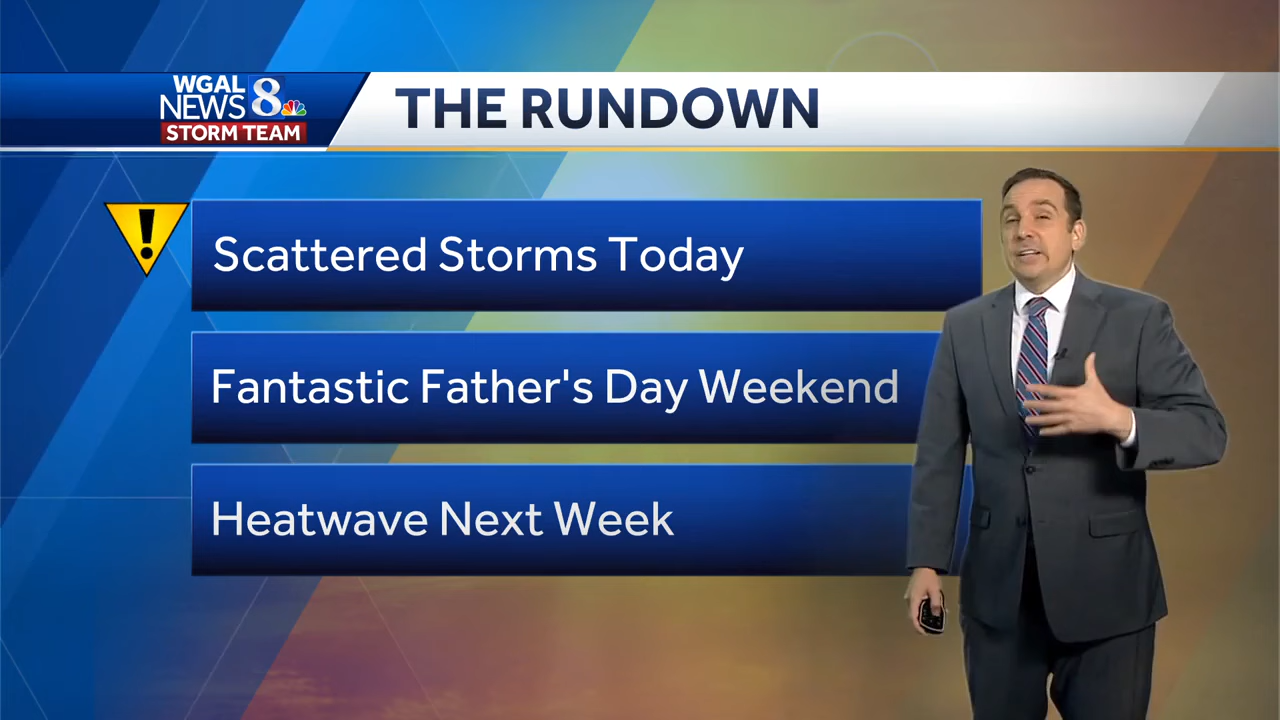 WGAL
NEWS 8
STORM TEAM
THE RUNDOWN
!
Scattered Storms Today
Fantastic Father's Day Weekend
Heatwave Next Week